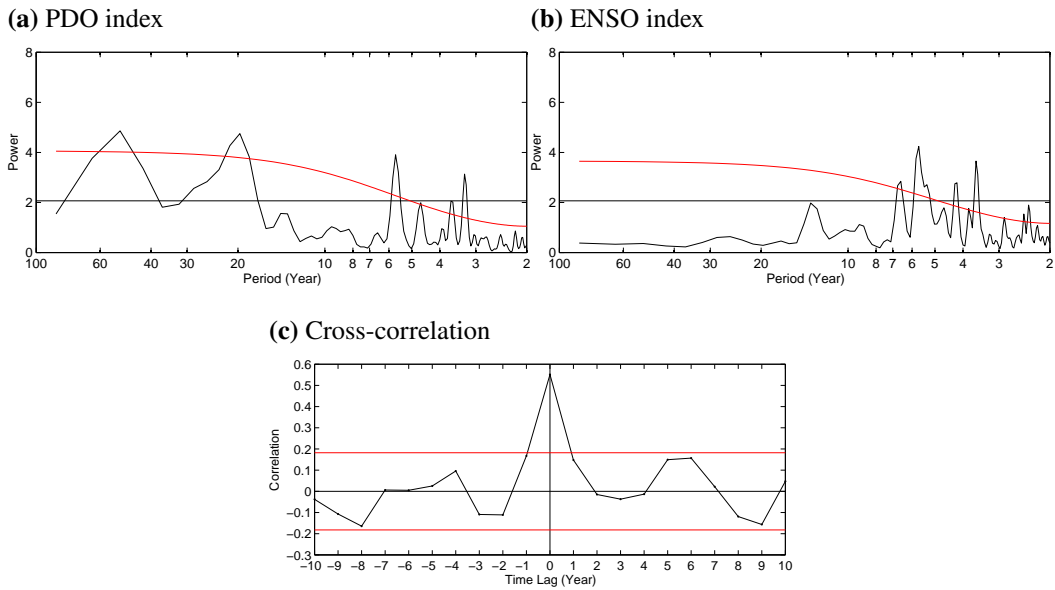 (a) PDO index
8
6
4
2
0
Power
100 60 40 30 20 10 8 7 6 5 4 3 2
Period (Year)
(b) ENSO index
8
6
4
2
0
Power
100 60 40 30 20 10 8 7 6 5 4 3 2
Period (Year)
(c) Cross-correlation
0.6
0.5
0.4
0.3
0.2
0.1
0
−0.1
−0.2
−0.3
Correlation
−10 −9 −8 −7 −6 −5 −4 −3 −2 −1 0 1 2 3 4 5 6 7 8 9 10
Time Lag (Year)